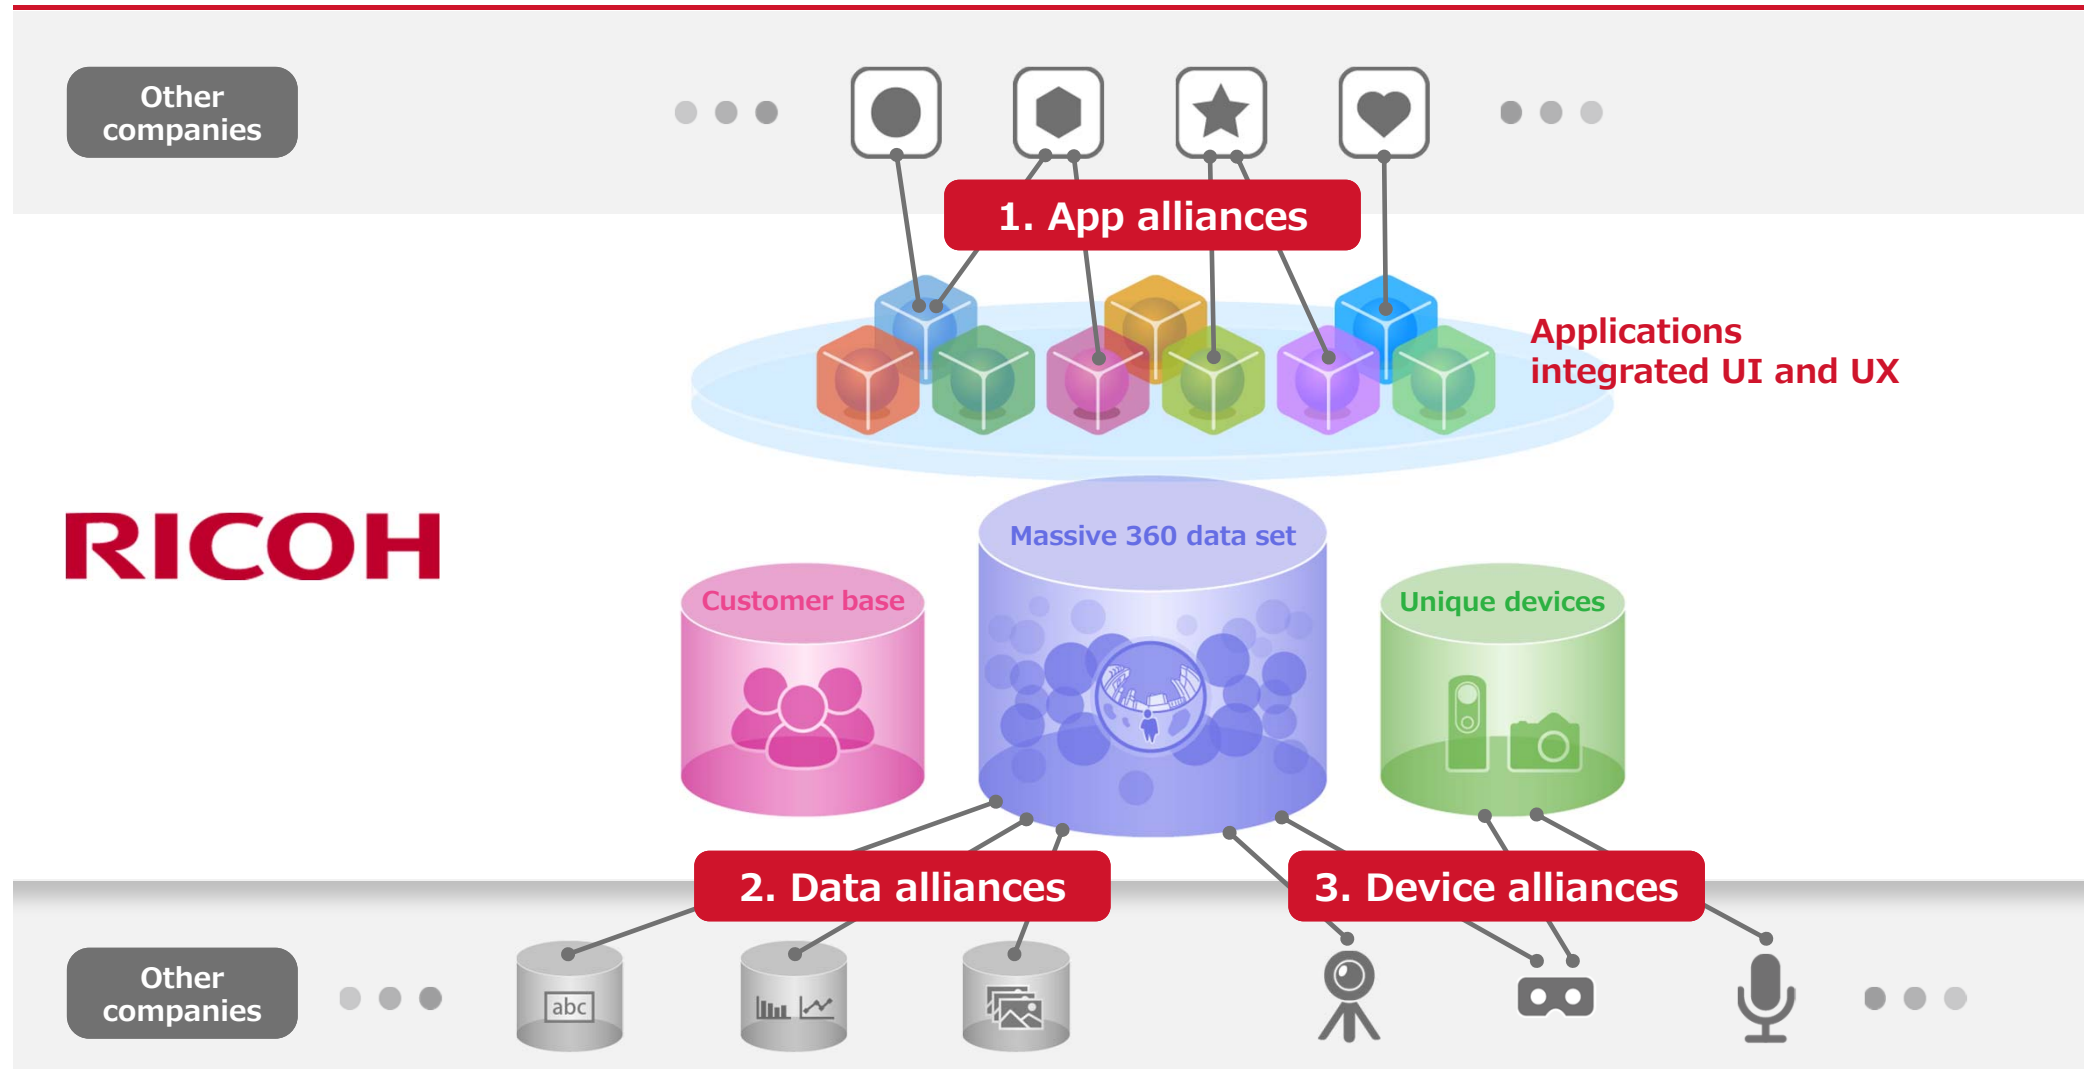 Other
companies
1. App alliances
Applications
integrated UI and UX
RICOH
Massive 360 data set
Customer base
Unique devices
2. Data alliances
3. Device alliances
Other
companies
abc